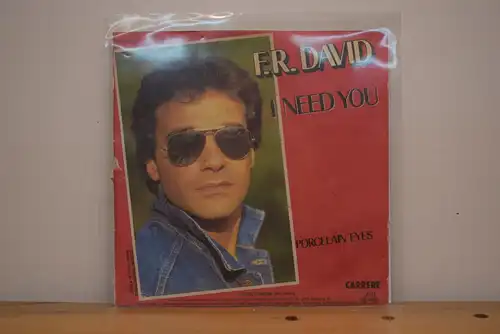 F.R. DAVID
I NEED YOU
PORCELAIN EYES
CARRERE